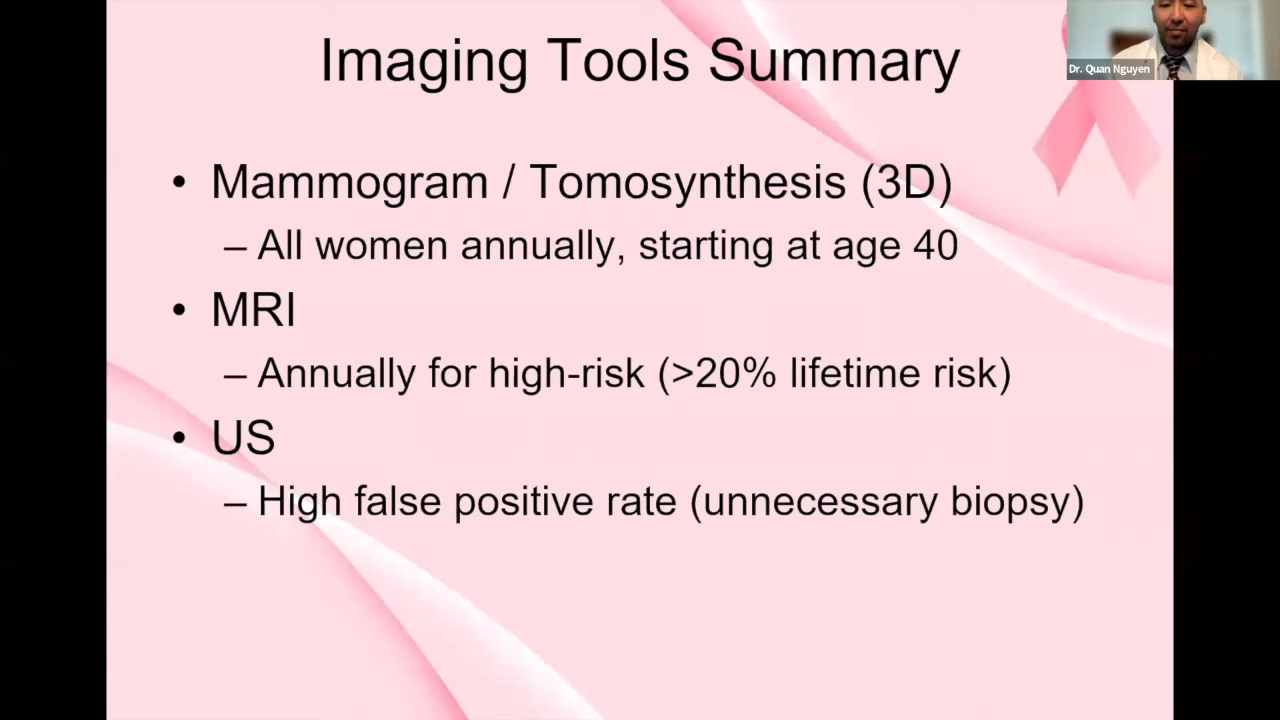 Imaging Tools Summary
Dr. Quan Nguyen
• Mammogram / Tomosynthesis (3D)
– All women annually, starting at age 40
• MRI
– Annually for high-risk (>20% lifetime risk)
• US
– High false positive rate (unnecessary biopsy)